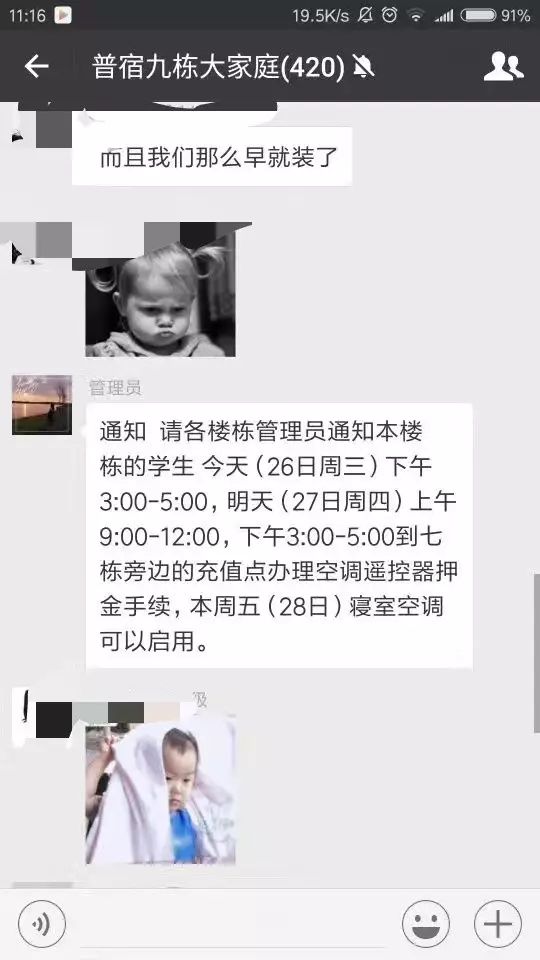 11:16
19.5K/s
91%
普宿九栋大家庭(420)
而且我们那么早就装了
管理员
通知  请各楼栋管理员通知本楼
栋的学生 今天（26日周三）下午
3:00-5:00，明天（27日周四）上午
9:00-12:00，下午3:00-5:00到七
栋旁边的充值点办理空调遥控器押
金手续，本周五（28日）寝室空调
可以启用。
级